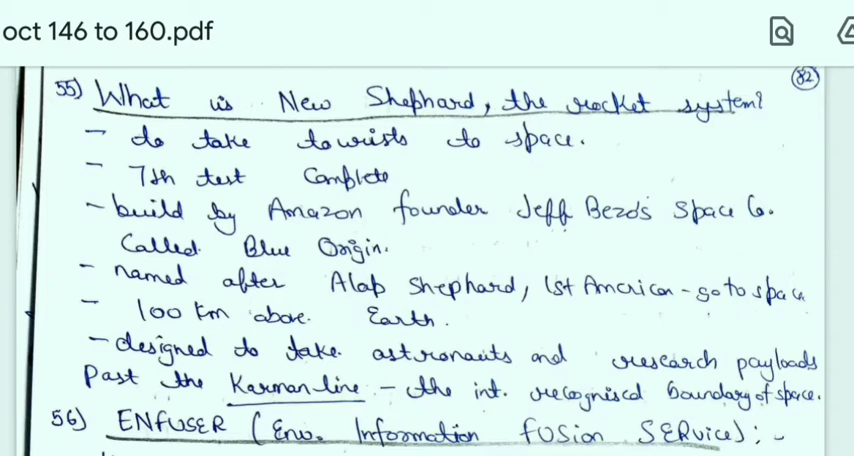 oct 146 to 160.pdf
82
55) What is New Shephard, the rocket system?
- to take tourists to space.
- 7th test Complete
- build by Amazon founder Jeff Bezos Space Co.
Called Blue Origin.
- named after Alap Shephard, 1st American - go to space
- 100 km above Earth.
- designed to take astronauts and research payloads
Past the Karman line - the int. recognised boundary of space.
56) ENFUSER (Env. Information FUSION SERvice) :-